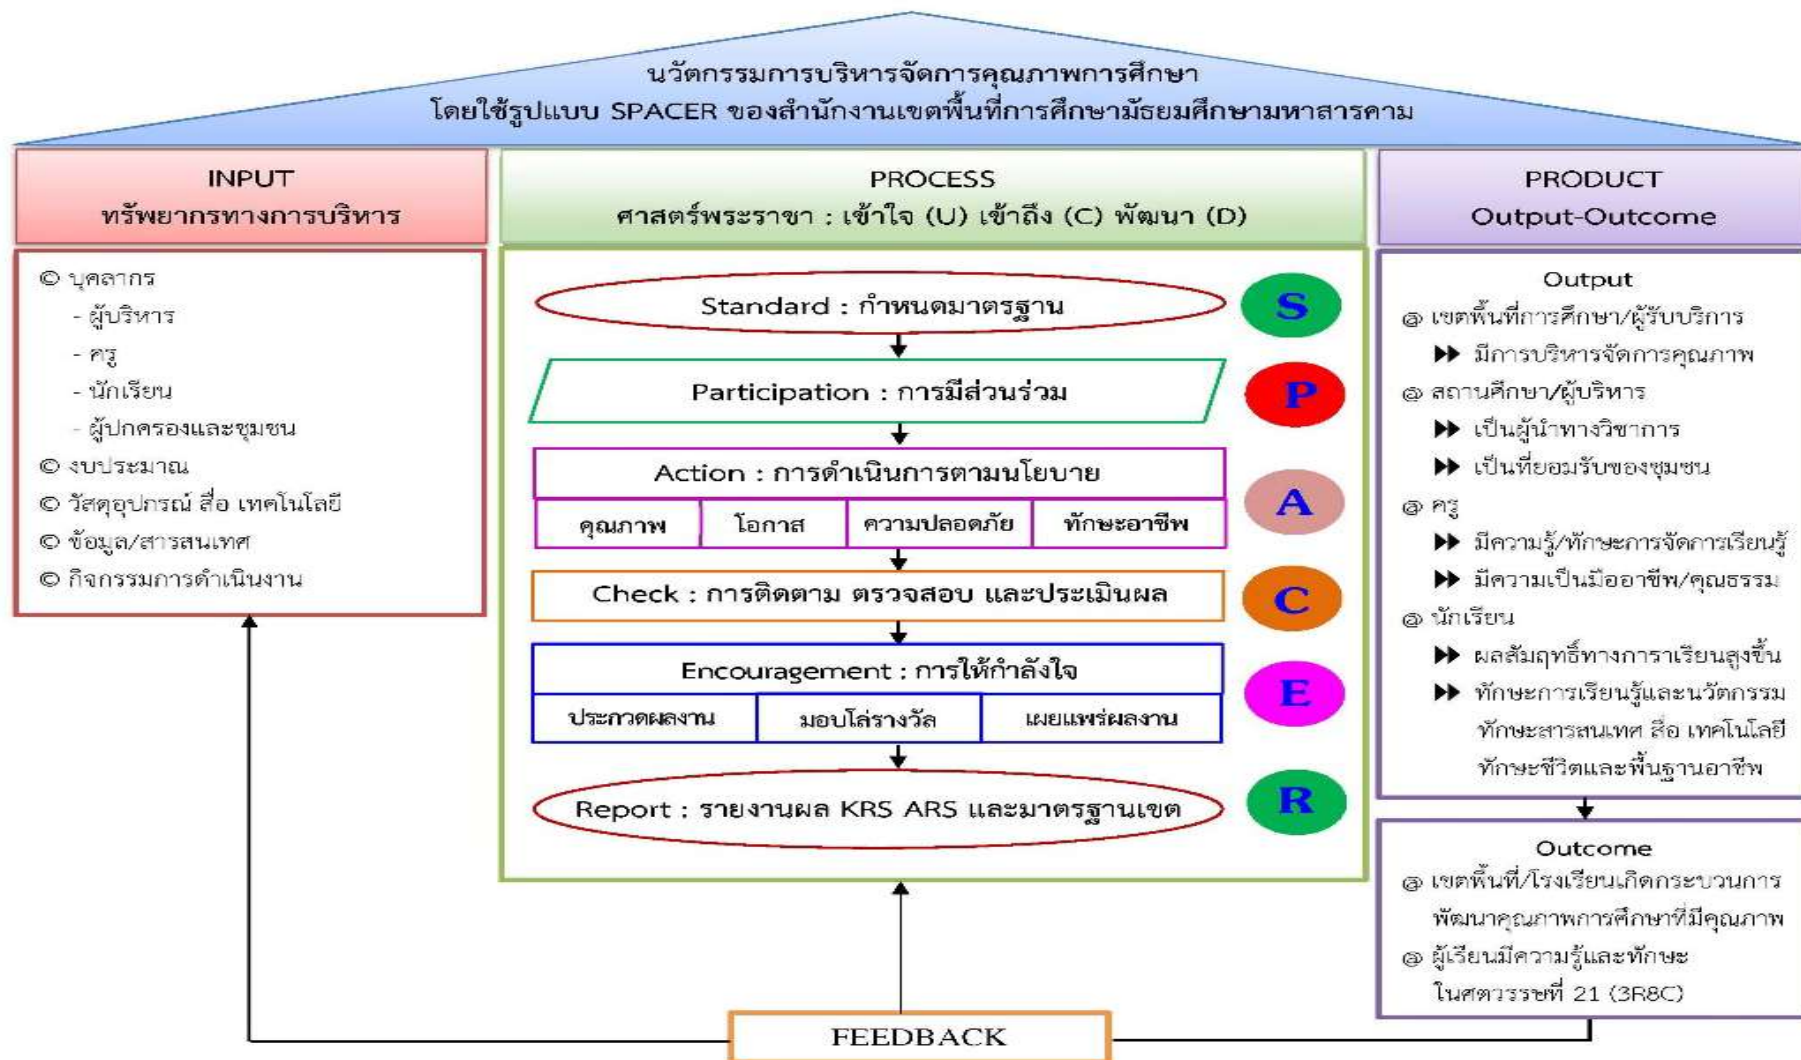 นวัตกรรมการบริหารจัดการคุณภาพการศึกษา
โดยใช้รูปแบบ SPACER ของสำนักงานเขตพื้นที่การศึกษามัธยมศึกษามหาสารคาม
INPUT
ทรัพยากรทางการบริหาร
© บุคลากร
- ผู้บริหาร
- ครู
- นักเรียน
- ผู้ปกครองและชุมชน
© งบประมาณ
© วัสดุอุปกรณ์ สื่อ เทคโนโลยี
© ข้อมูล/สารสนเทศ
© กิจกรรมการดำเนินงาน
PROCESS
ศาสตร์พระราชา : เข้าใจ (U) เข้าถึง (C) พัฒนา (D)
Standard : กำหนดมาตรฐาน
S
Participation : การมีส่วนร่วม
P
Action : การดำเนินการตามนโยบาย
คุณภาพ
โอกาส
ความปลอดภัย
ทักษะอาชีพ
A
Check : การติดตาม ตรวจสอบ และประเมินผล
C
Encouragement : การให้กำลังใจ
ประกวดผลงาน
มอบโล่รางวัล
เผยแพร่ผลงาน
E
Report : รายงานผล KRS ARS และมาตรฐานเขต
R
PRODUCT
Output-Outcome
Output
@ เขตพื้นที่การศึกษา/ผู้รับบริการ
มีการบริหารจัดการคุณภาพ
@ สถานศึกษา/ผู้บริหาร
เป็นผู้นำทางวิชาการ
เป็นที่ยอมรับของชุมชน
@ ครู
มีความรู้/ทักษะการจัดการเรียนรู้
มีความเป็นมืออาชีพ/คุณธรรม
@ นักเรียน
ผลสัมฤทธิ์ทางการาเรียนสูงขึ้น
ทักษะการเรียนรู้และนวัตกรรม
ทักษะสารสนเทศ สื่อ เทคโนโลยี
ทักษะชีวิตและพื้นฐานอาชีพ
Outcome
@ เขตพื้นที่/โรงเรียนเกิดกระบวนการ
พัฒนาคุณภาพการศึกษาที่มีคุณภาพ
@ ผู้เรียนมีความรู้และทักษะ
ในศตวรรษที่ 21 (3R8C)
FEEDBACK